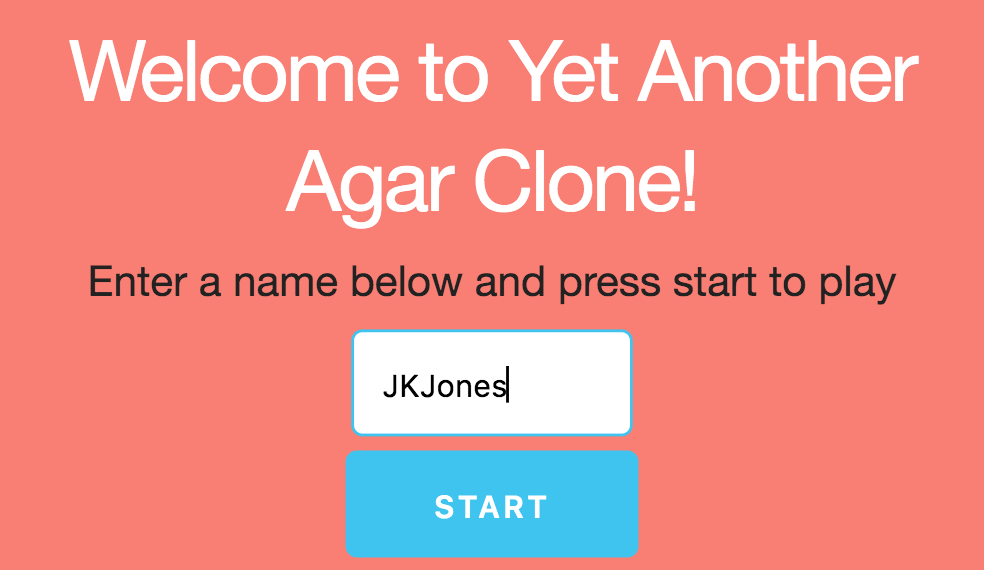 Welcome to Yet Another
Agar Clone!
Enter a name below and press start to play
JKJones
START